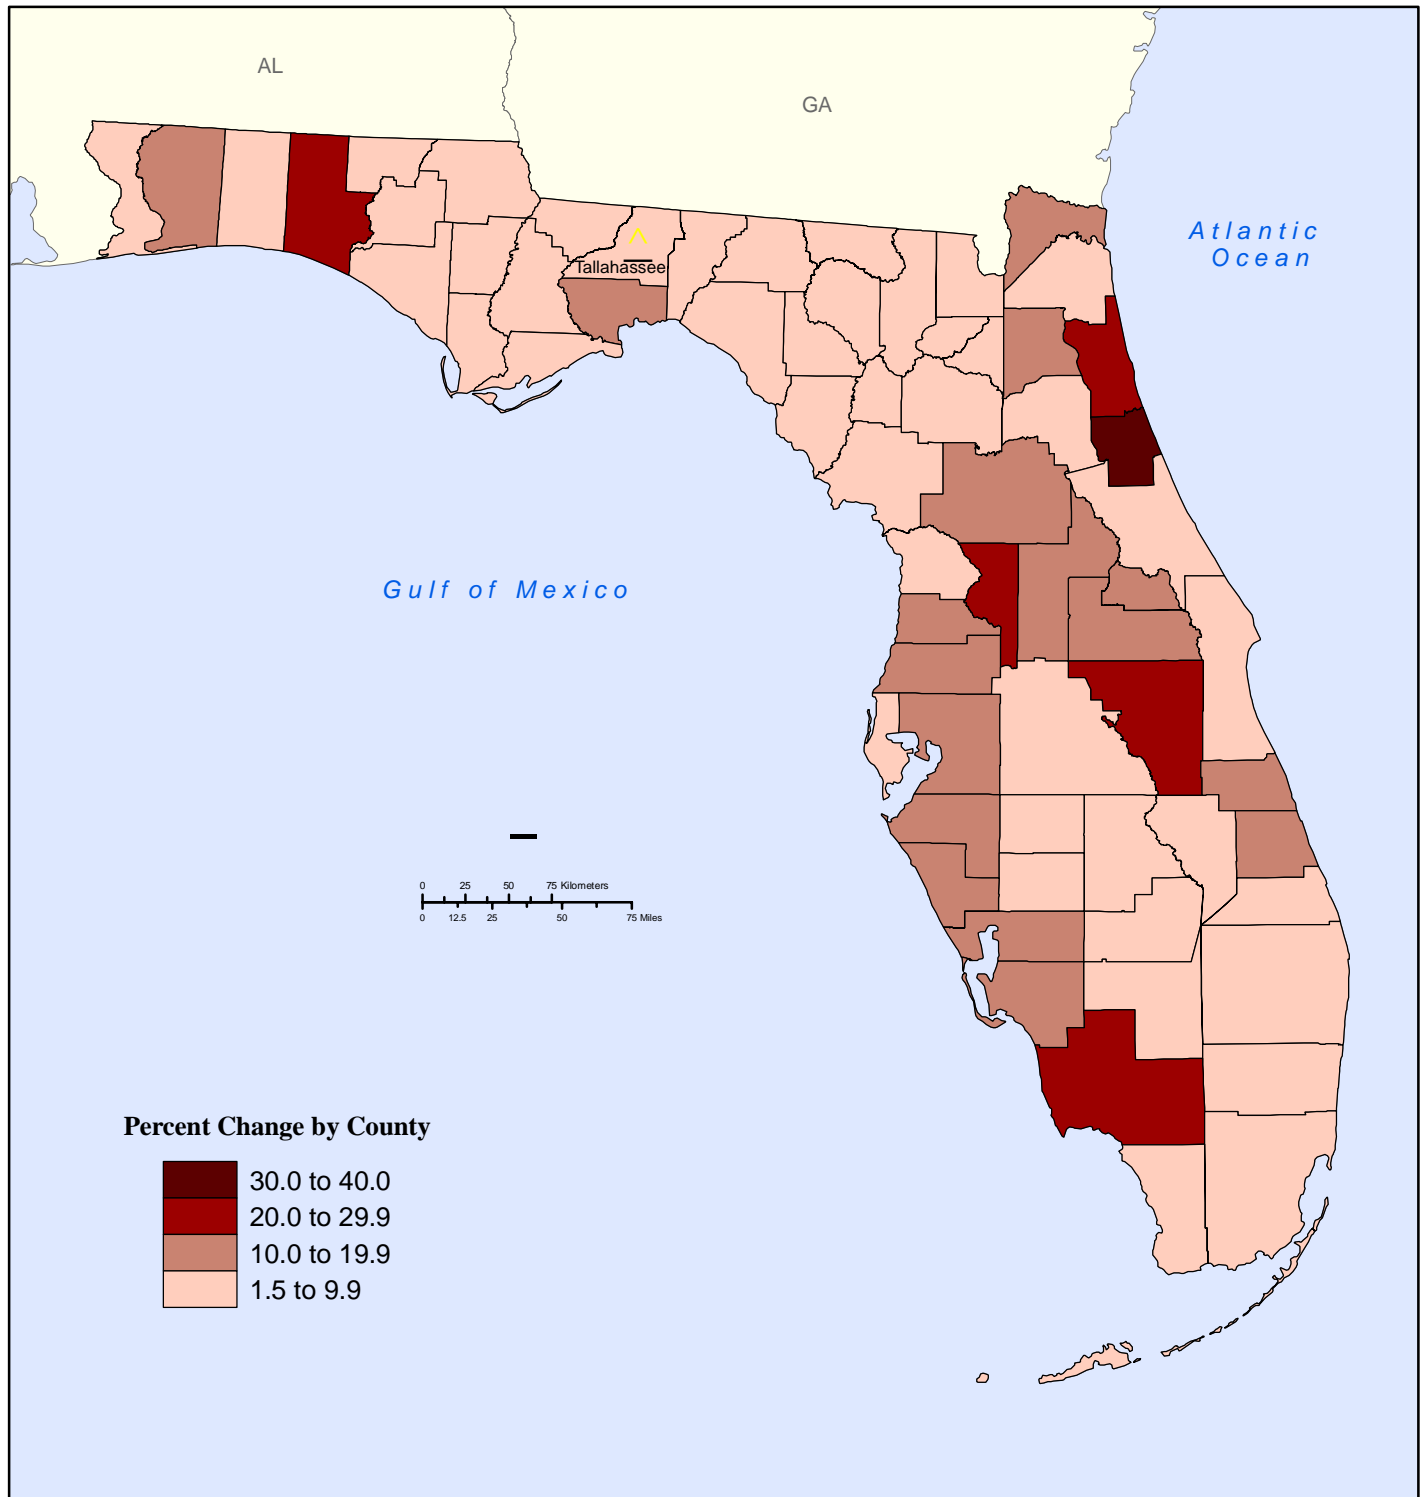 AL
GA
Atlantic
Ocean
Tallahassee
Gulf of Mexico
0 25 50 75 Kilometers
0 12.5 25 50 75 Miles
Percent Change by County
30.0 to 40.0
20.0 to 29.9
10.0 to 19.9
1.5 to 9.9